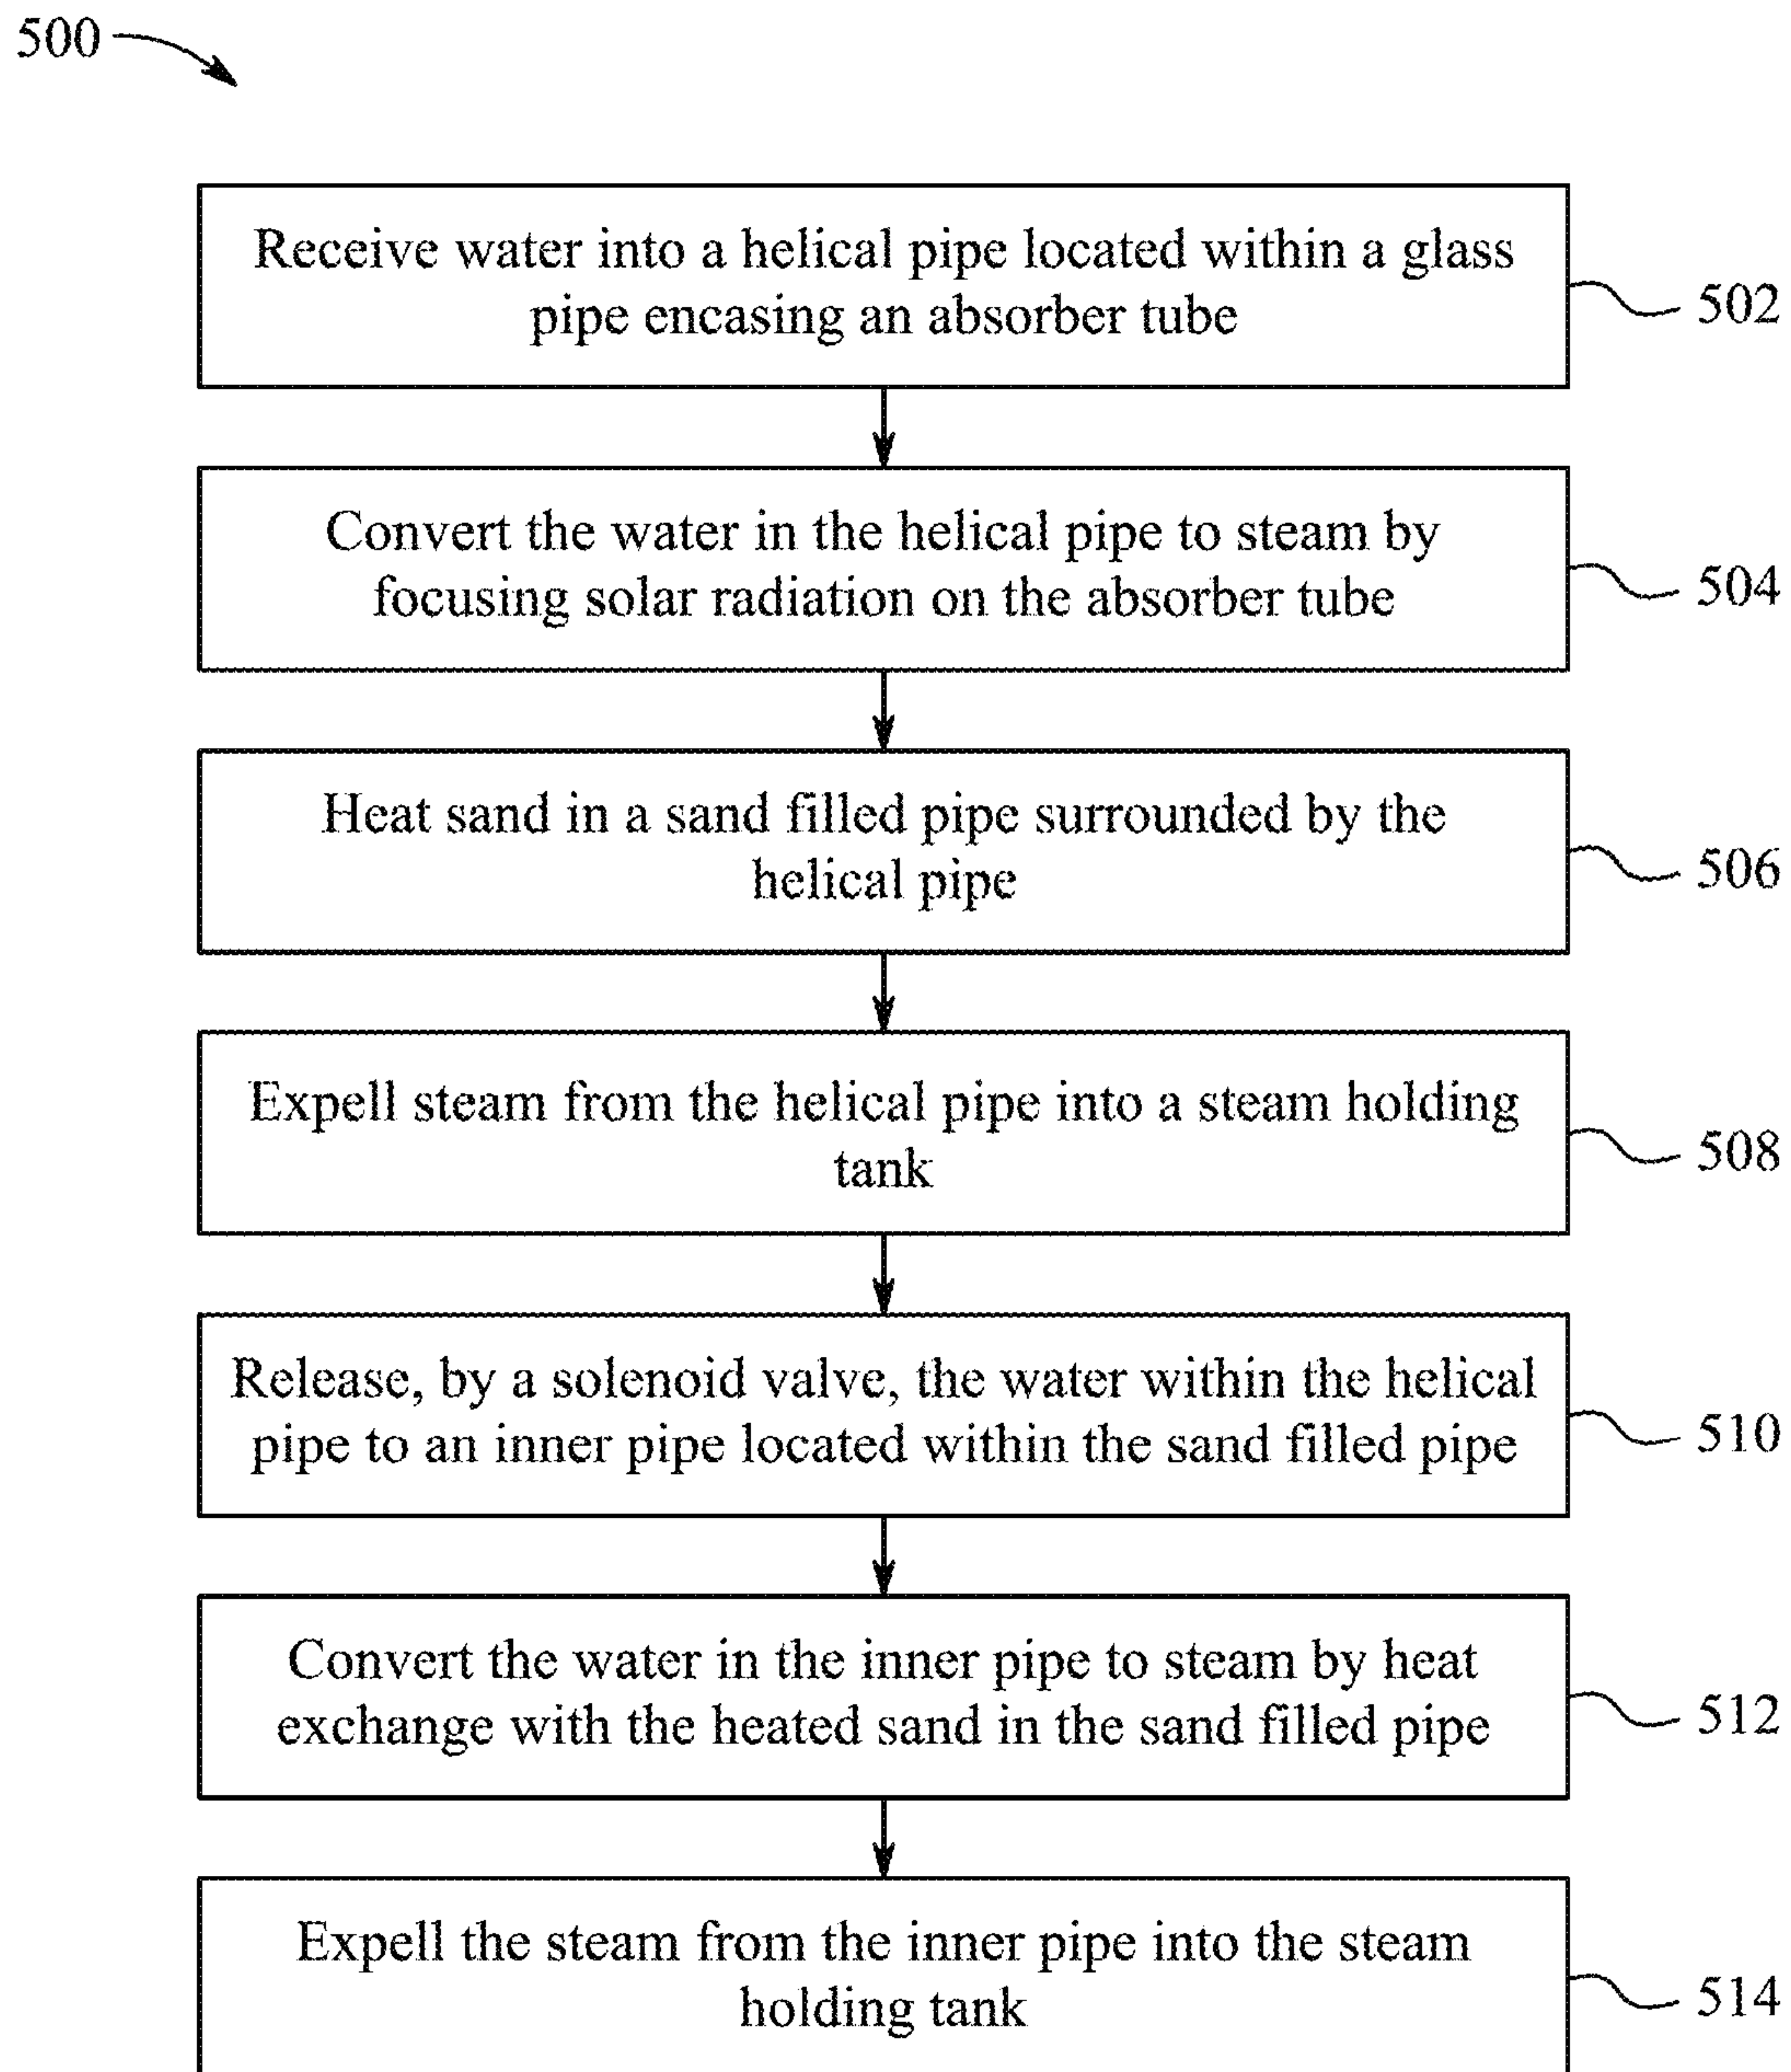 500
Receive water into a helical pipe located within a glass
pipe encasing an absorber tube
502
Convert the water in the helical pipe to steam by
focusing solar radiation on the absorber tube
504
Heat sand in a sand filled pipe surrounded by the
helical pipe
506
Expell steam from the helical pipe into a steam holding
tank
508
Release, by a solenoid valve, the water within the helical
pipe to an inner pipe located within the sand filled pipe
510
Convert the water in the inner pipe to steam by heat
exchange with the heated sand in the sand filled pipe
512
Expell the steam from the inner pipe into the steam
holding tank
514